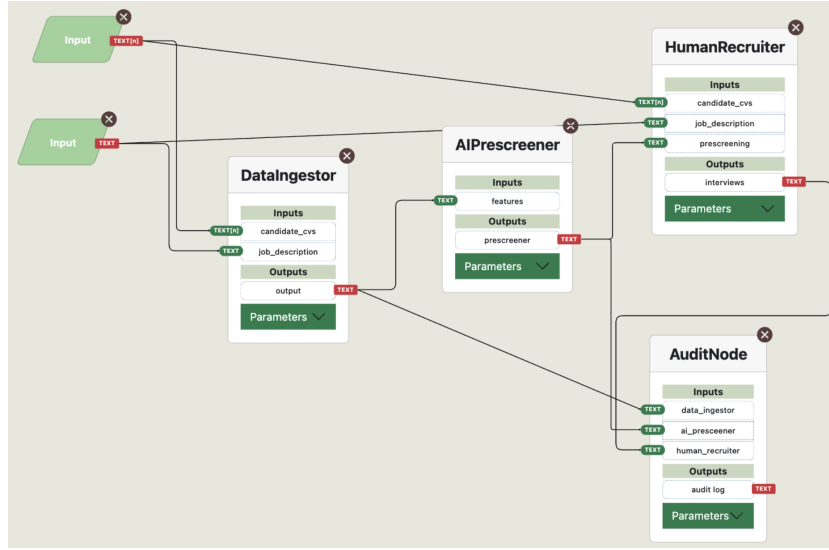 Input
TEXT[n]
Input
TEXT
DataIngestor
Inputs
TEXT[n]
candidate_cvs
TEXT
job_description
Outputs
output
TEXT
Parameters
AIPrescreener
Inputs
TEXT
features
Outputs
prescreener
TEXT
Parameters
HumanRecruiter
Inputs
TEXT[n]
candidate_cvs
TEXT
job_description
TEXT
prescreening
Outputs
interviews
TEXT
Parameters
AuditNode
Inputs
TEXT
data_ingestor
TEXT
ai_presceener
TEXT
human_recruiter
Outputs
audit log
TEXT
Parameters